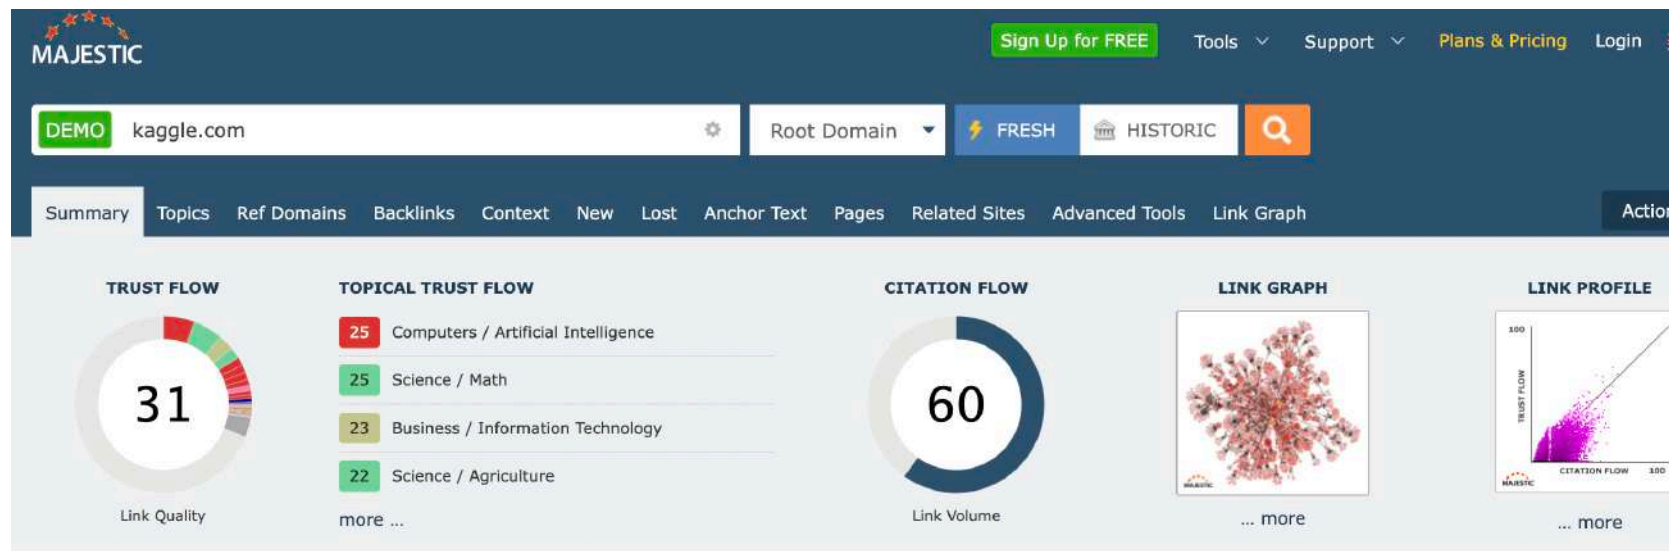 MAJESTIC
Sign Up for FREE
Tools
Support
Plans & Pricing
Login
DEMO kaggle.com
Root Domain
FRESH
HISTORIC
Summary Topics Ref Domains Backlinks Context New Lost Anchor Text Pages Related Sites Advanced Tools Link Graph
TRUST FLOW
31
Link Quality
TOPICAL TRUST FLOW
25 Computers / Artificial Intelligence
25 Science / Math
23 Business / Information Technology
22 Science / Agriculture
more ...
CITATION FLOW
60
Link Volume
LINK GRAPH
MAJESTIC
... more
LINK PROFILE
100
TRUST FLOW
CITATION FLOW 100
MAJESTIC
... more